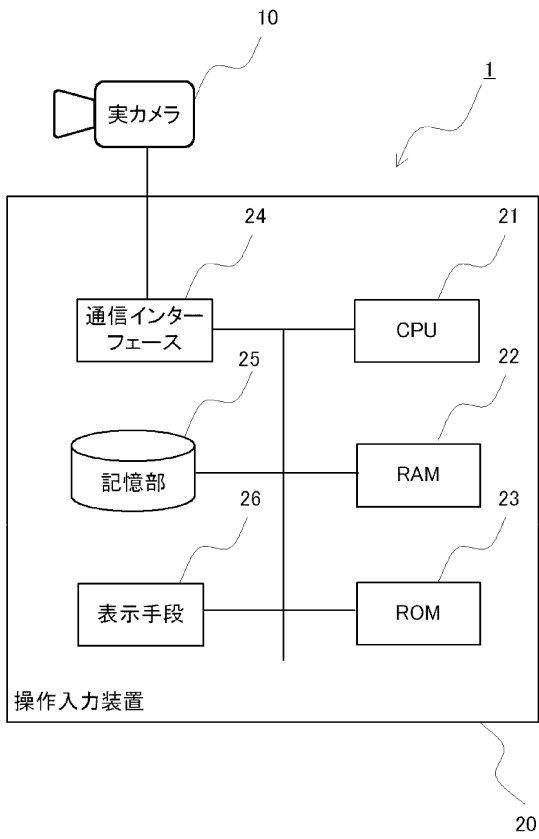 10
実カメラ
1
24
21
通信インター
フェース
CPU
25
22
記憶部
RAM
26
23
表示手段
ROM
操作入力装置
20